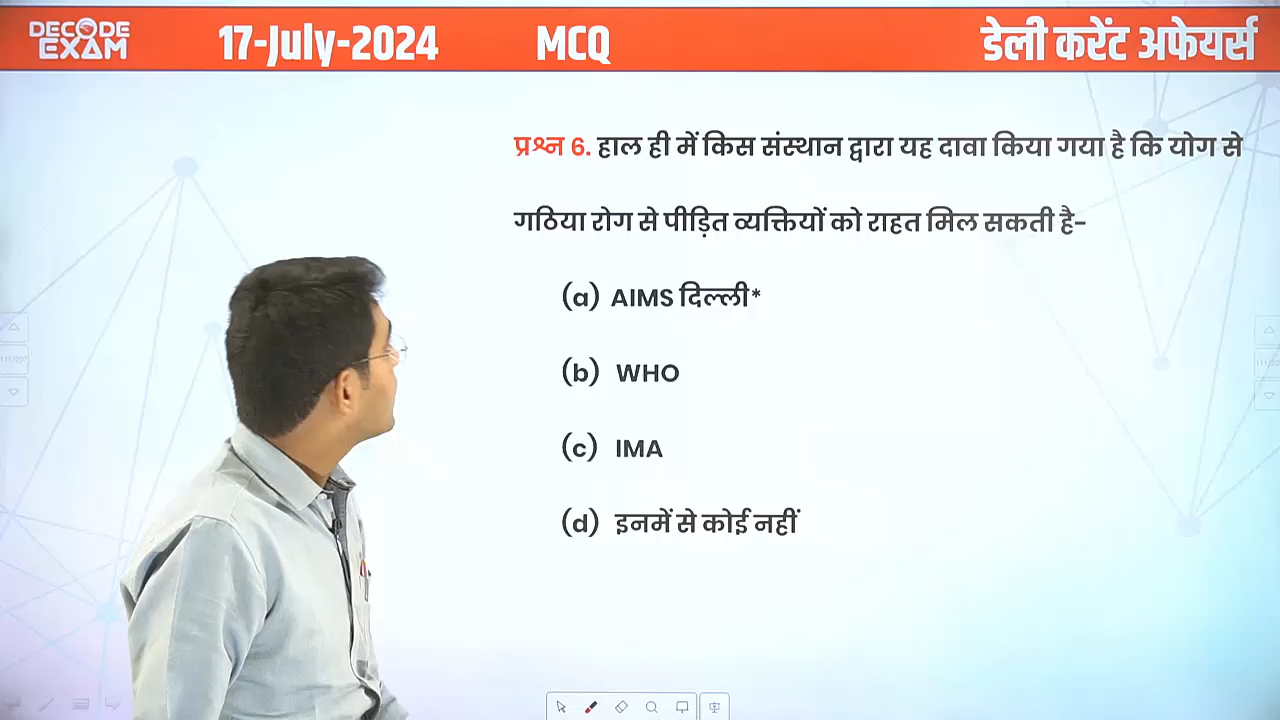 DECODE
EXAM
17-July-2024
MCQ
डेली करेंट अफेयर्स
प्रश्न 6. हाल ही में किस संस्थान द्वारा यह दावा किया गया है कि योग से
गठिया रोग से पीड़ित व्यक्तियों को राहत मिल सकती है-
(a) AIMS दिल्ली*
(b) WHO
(c) IMA
(d) इनमें से कोई नहीं